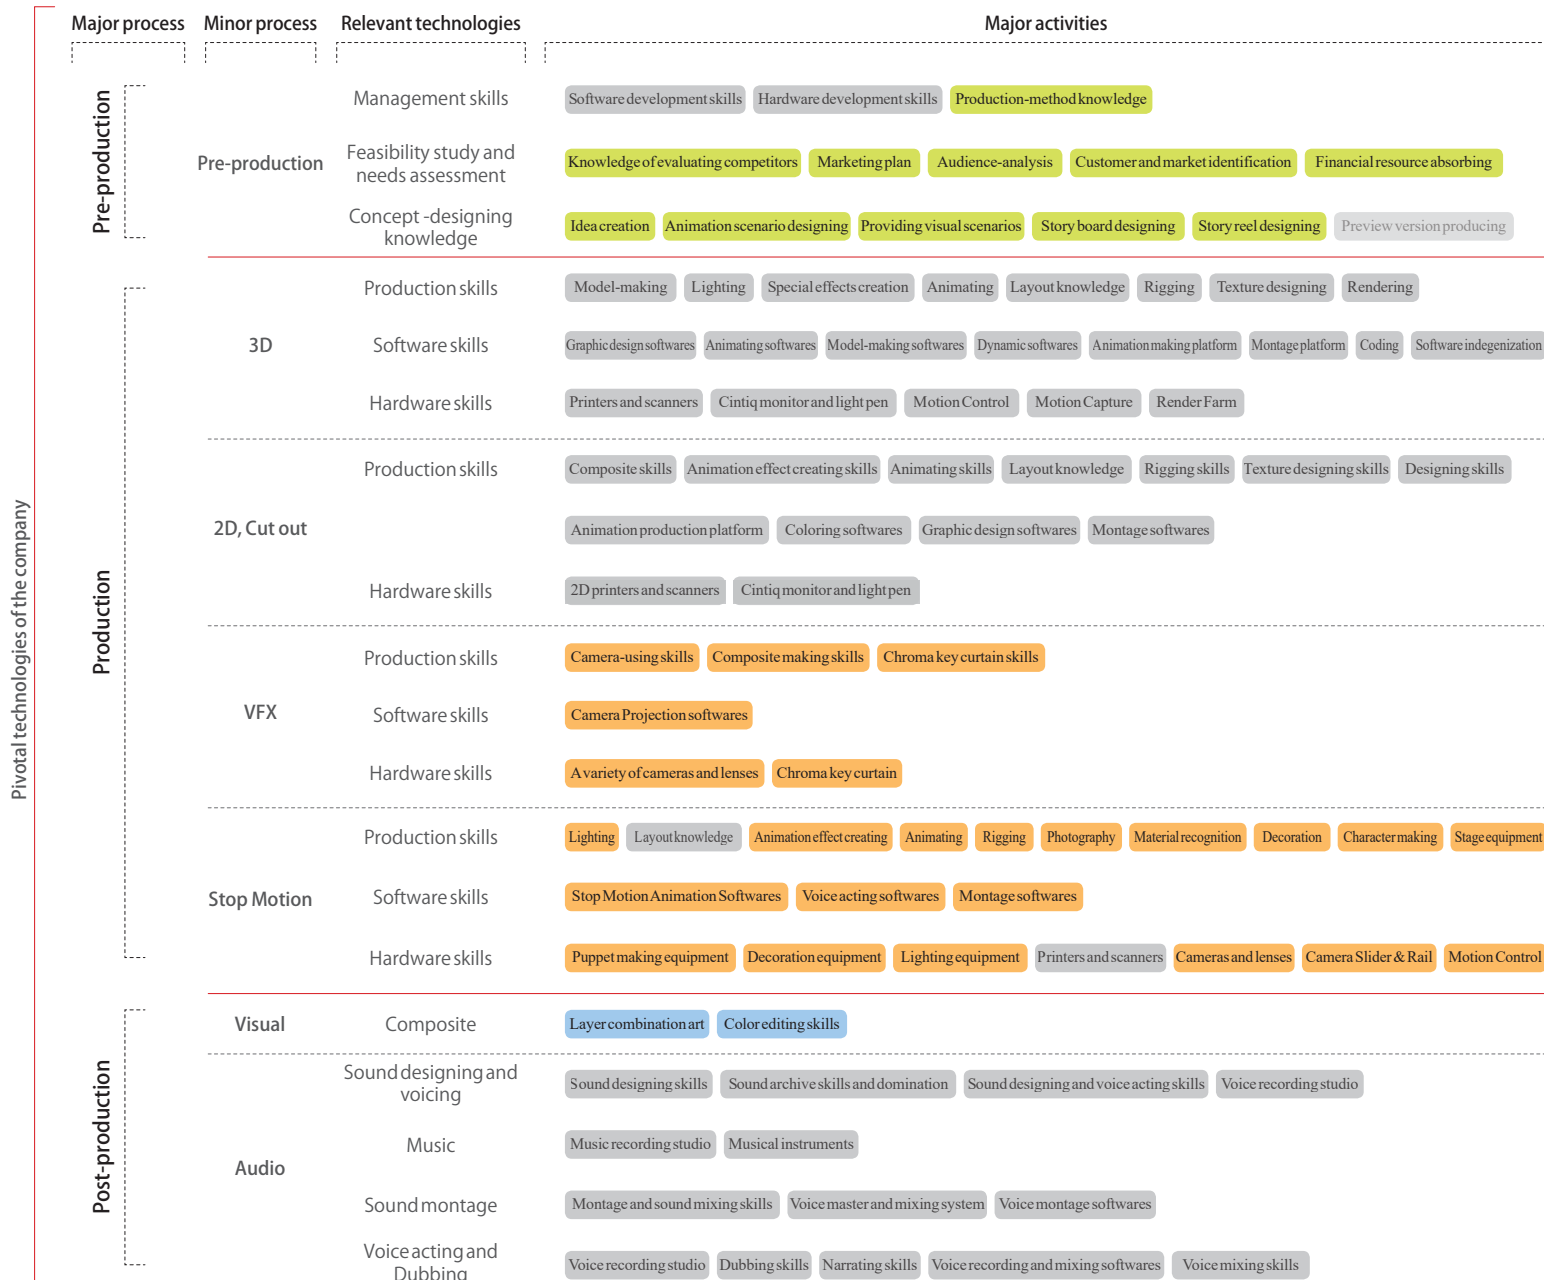 Major process Minor process Relevant technologies Major activities
Pivotal technologies of the company
Pre-production
Pre-production
Management skills
Software development skills Hardware development skills Production-method knowledge
Feasibility study and
needs assessment
Knowledge of evaluating competitors Marketing plan Audience-analysis Customer and market identification Financial resource absorbing
Concept -designing
knowledge
Idea creation Animation scenario designing Providing visual scenarios Story board designing Story reel designing Preview version producing
Production
3D
Production skills
Model-making Lighting Special effects creation Animating Layout knowledge Rigging Texture designing Rendering
Software skills
Graphic design softwares Animating softwares Model-making softwares Dynamic softwares Animation making platform Montage platform Coding Software indegenization
Hardware skills
Printers and scanners Cintiq monitor and light pen Motion Control Motion Capture Render Farm
2D, Cut out
Production skills
Composite skills Animation effect creating skills Animating skills Layout knowledge Rigging skills Texture designing skills Designing skills
Animation production platform Coloring softwares Graphic design softwares Montage softwares
Hardware skills
2D printers and scanners Cintiq monitor and light pen
VFX
Production skills
Camera-using skills Composite making skills Chroma key curtain skills
Software skills
Camera Projection softwares
Hardware skills
A variety of cameras and lenses Chroma key curtain
Stop Motion
Production skills
Lighting Layout knowledge Animation effect creating Animating Rigging Photography Material recognition Decoration Character making Stage equipment
Software skills
Stop Motion Animation Softwares Voice acting softwares Montage softwares
Hardware skills
Puppet making equipment Decoration equipment Lighting equipment Printers and scanners Cameras and lenses Camera Slider & Rail Motion Control
Post-production
Visual
Composite
Layer combination art Color editing skills
Audio
Sound designing and
voicing
Sound designing skills Sound archive skills and domination Sound designing and voice acting skills Voice recording studio
Music
Music recording studio Musical instruments
Sound montage
Montage and sound mixing skills Voice master and mixing system Voice montage softwares
Voice acting and
Dubbing
Voice recording studio Dubbing skills Narrating skills Voice recording and mixing softwares Voice mixing skills